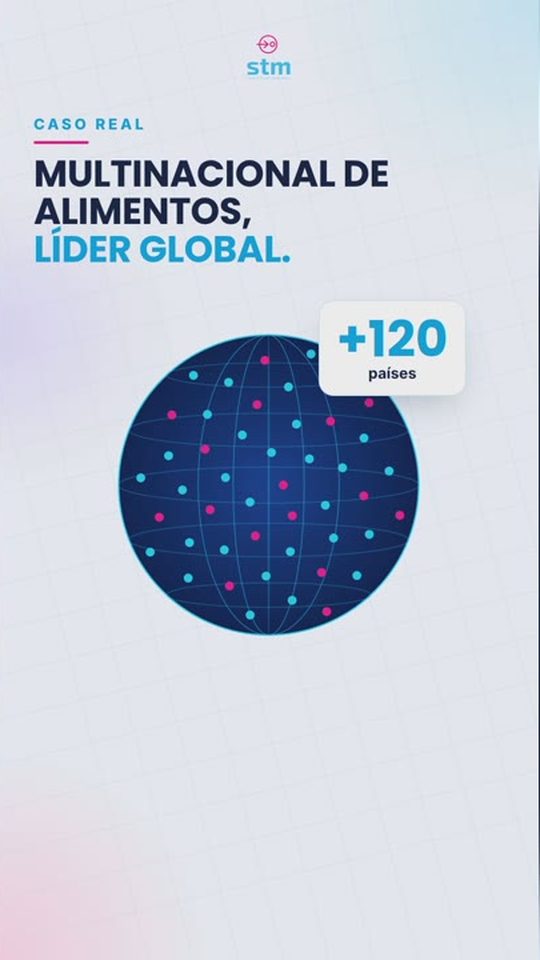 stm
CASO REAL
MULTINACIONAL DE
ALIMENTOS,
LÍDER GLOBAL.
+120
países